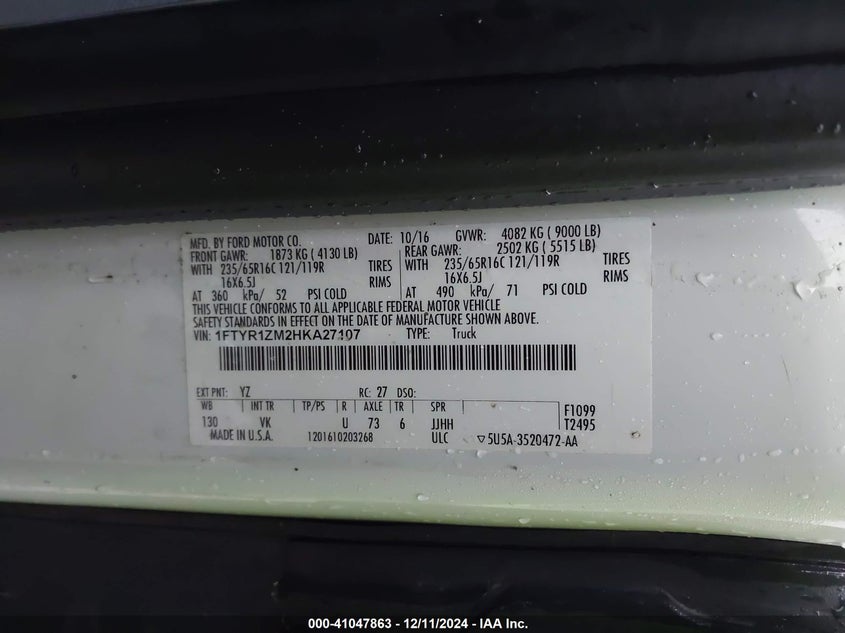 MFD. BY FORD MOTOR CO. DATE: 10/16 GVWR: 4082 KG ( 9000 LB)
FRONT GAWR: 1873 KG ( 4130 LB) REAR GAWR: 2502 KG ( 5515 LB)
WITH 235/65R16C 121/119R TIRES WITH 235/65R16C 121/119R TIRES
16X6.5J RIMS 16X6.5J RIMS
AT 360 kPa/ 52 PSI COLD AT 490 kPa/ 71 PSI COLD
THIS VEHICLE CONFORMS TO ALL APPLICABLE FEDERAL MOTOR VEHICLE
SAFETY STANDARDS IN EFFECT ON THE DATE OF MANUFACTURE SHOWN ABOVE.
VIN: 1FTYR1ZM2HKA27107 TYPE: Truck
EXT PNT: YZ RC: 27 DSO:
WB INT TR TP/PS R AXLE TR SPR F1099
130 VK U 73 6 JJHH T2495
MADE IN U.S.A. 1201610203268 ULC ▽5U5A-3520472-AA
000-41047863 - 12/11/2024 - IAA Inc.